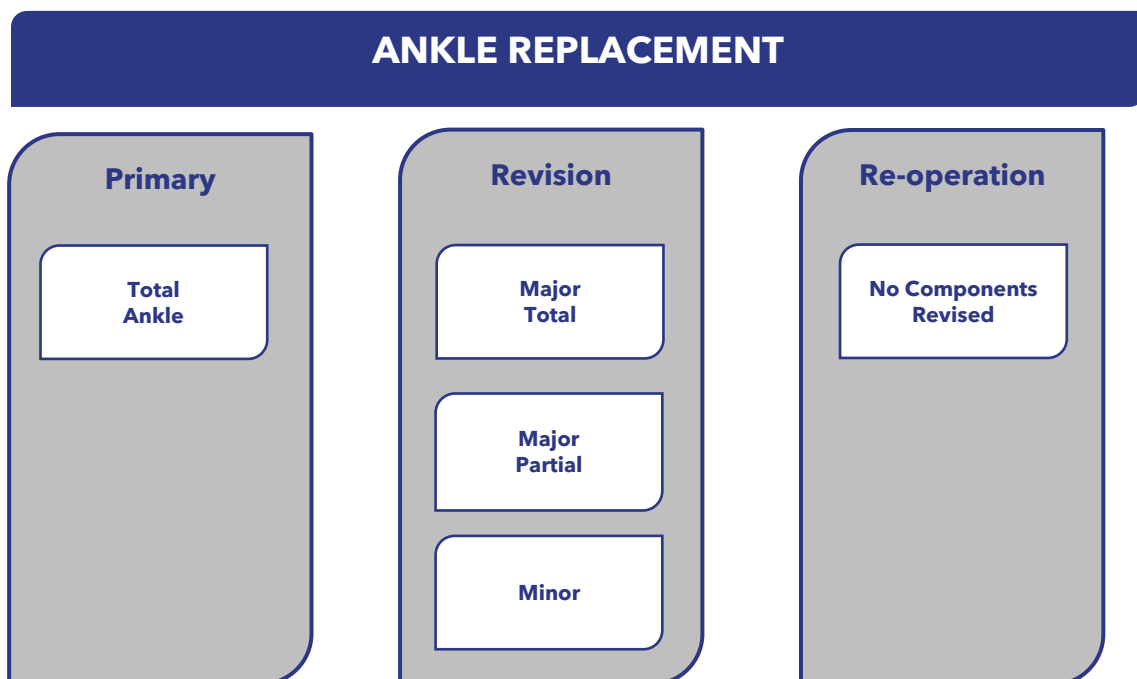 ANKLE REPLACEMENT
Primary
Total
Ankle
Revision
Major
Total
Major
Partial
Minor
Re-operation
No Components
Revised